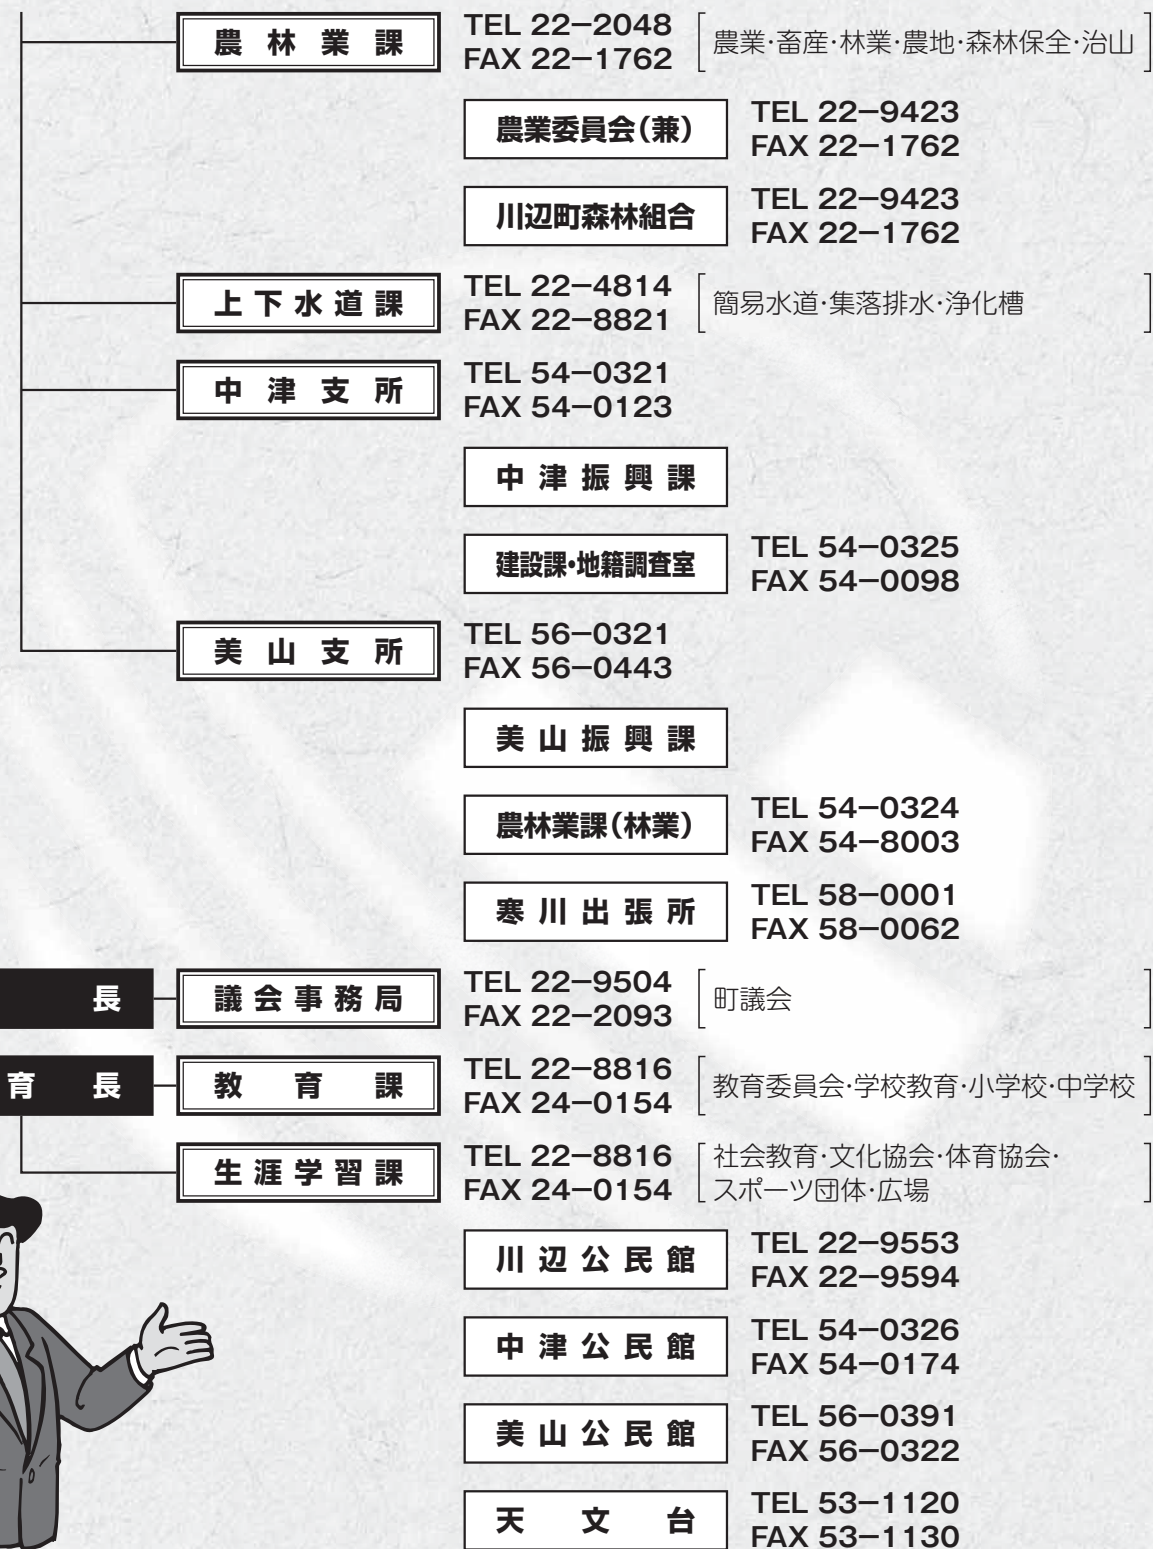 農林業課
TEL 22−2048
FAX 22−1762
農業・畜産・林業・農地・森林保全・治山
農業委員会（兼）
TEL 22−9423
FAX 22−1762
川辺町森林組合
TEL 22−9423
FAX 22−1762
上下水道課
TEL 22−4814
FAX 22−8821
簡易水道・集落排水・浄化槽
中津支所
TEL 54−0321
FAX 54−0123
中津振興課
建設課・地籍調査室
TEL 54−0325
FAX 54−0098
美山支所
TEL 56−0321
FAX 56−0443
美山振興課
農林業課（林業）
TEL 54−0324
FAX 54−8003
寒川出張所
TEL 58−0001
FAX 58−0062
長
議会事務局
TEL 22−9504
FAX 22−2093
町議会
育長
教育課
TEL 22−8816
FAX 24−0154
教育委員会・学校教育・小学校・中学校
生涯学習課
TEL 22−8816
FAX 24−0154
社会教育・文化協会・体育協会・
スポーツ団体・広場
川辺公民館
TEL 22−9553
FAX 22−9594
中津公民館
TEL 54−0326
FAX 54−0174
美山公民館
TEL 56−0391
FAX 56−0322
天文台
TEL 53−1120
FAX 53−1130